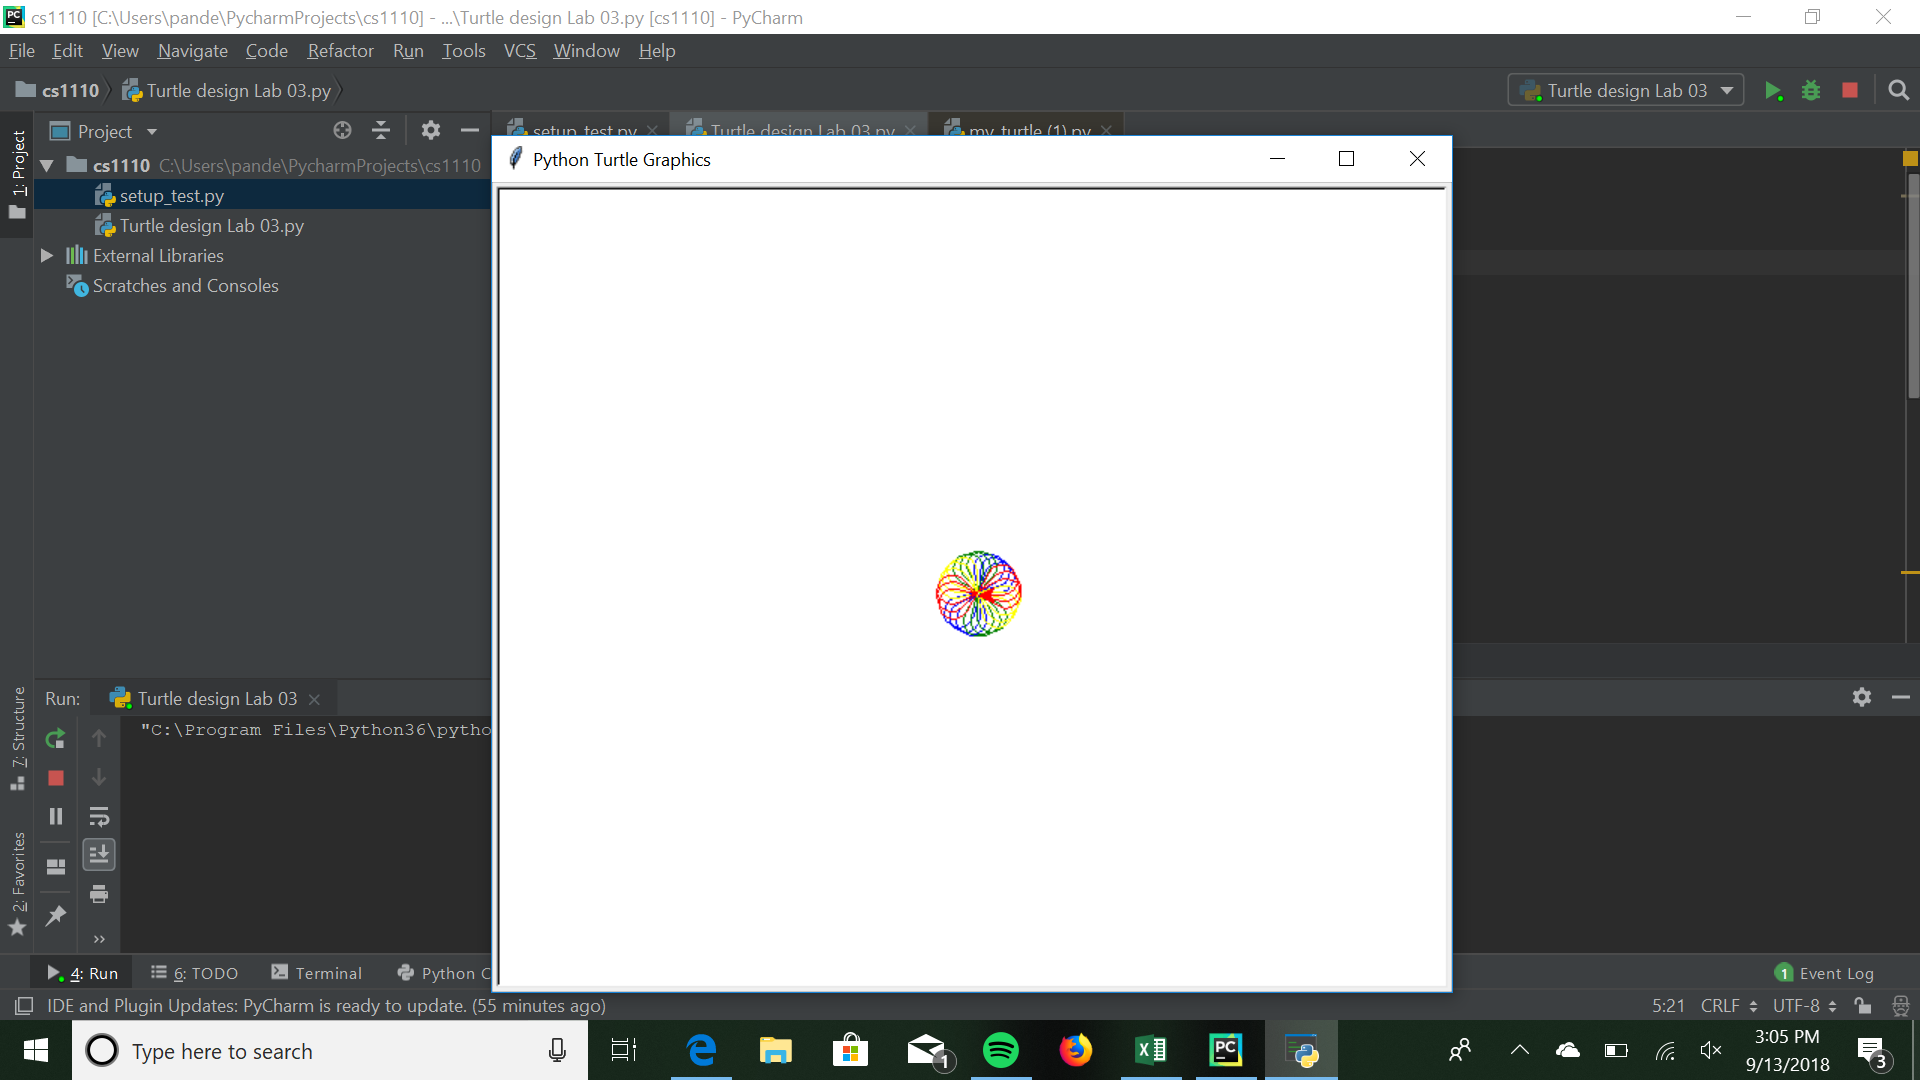 cs1110 [C:\Users\pande\PycharmProjects\cs1110] - ...\Turtle design Lab 03.py [cs1110] - PyCharm
File Edit View Navigate Code Refactor Run Tools VCS Window Help
cs1110 Turtle design Lab 03.py
Turtle design Lab 03
1: Project
Project
setup_test.py Turtle design Lab 03.py my_turtle (1).py
cs1110 C:\Users\pande\PycharmProjects\cs1110
setup_test.py
Turtle design Lab 03.py
External Libraries
Scratches and Consoles
Python Turtle Graphics
7: Structure
2: Favorites
Run: Turtle design Lab 03
"C:\Program Files\Python36\pytho
4: Run 6: TODO Terminal Python C
1 Event Log
IDE and Plugin Updates: PyCharm is ready to update. (55 minutes ago)
5:21 CRLF UTF-8
Type here to search
1
PC
3:05 PM
9/13/2018
3